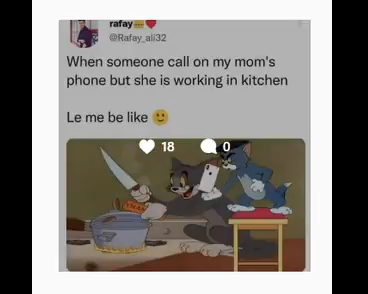 rafay
@Rafay_ali32
When someone call on my mom's
phone but she is working in kitchen
Le me be like 🙂
18 0